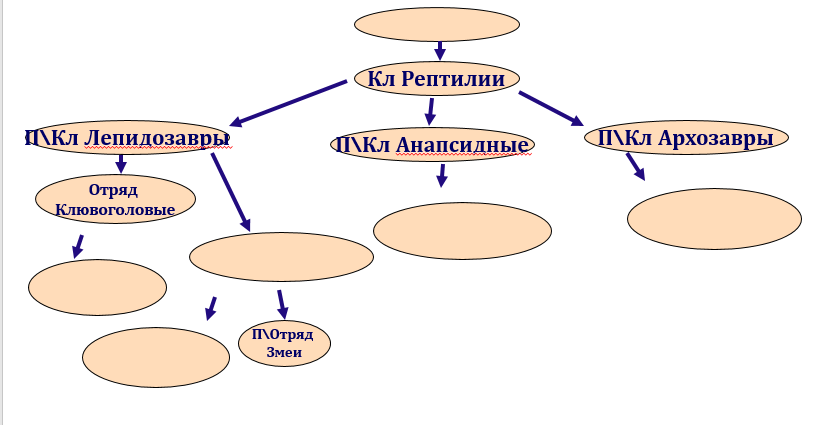 Кл Рептилии
П\Кл Лепидозавры
П\Кл Анапсидные
П\Кл Архозавры
Отряд
Клювоголовые
П\Отряд
Змеи